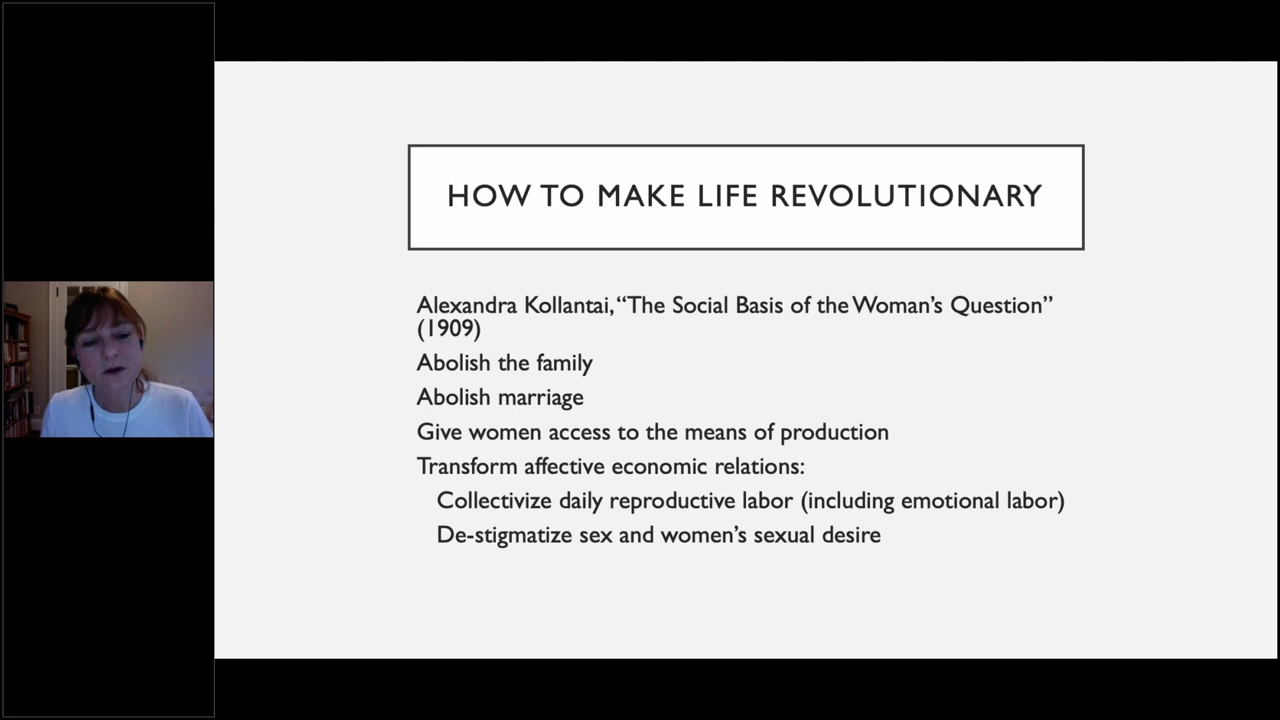 HOW TO MAKE LIFE REVOLUTIONARY
Alexandra Kollantai, “The Social Basis of the Woman’s Question”
(1909)
Abolish the family
Abolish marriage
Give women access to the means of production
Transform affective economic relations:
Collectivize daily reproductive labor (including emotional labor)
De-stigmatize sex and women’s sexual desire